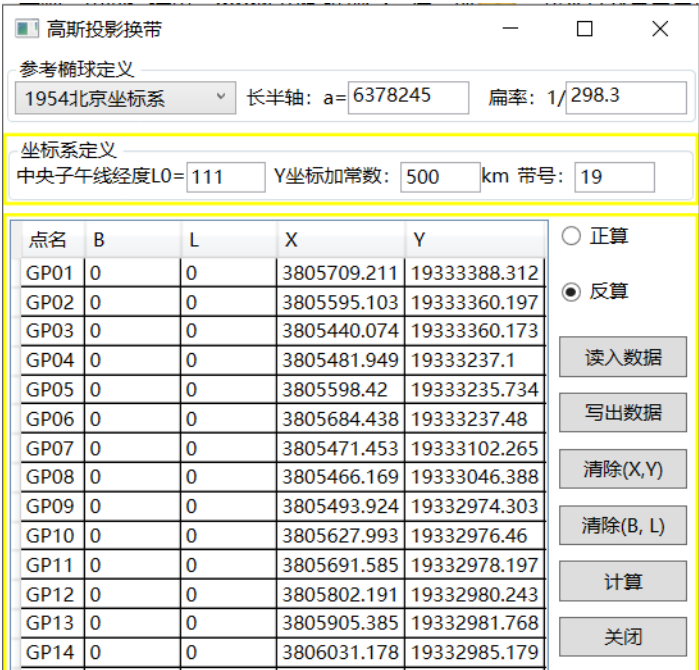 高斯投影换带
参考椭球定义
1954北京坐标系 长半轴：a= 6378245 扁率：1/ 298.3
坐标系定义
中央子午线经度L0= 111 Y坐标加常数： 500 km 带号： 19
点名 B L X Y
GP01 0 0 3805709.211 19333388.312
GP02 0 0 3805595.103 19333360.197
GP03 0 0 3805440.074 19333360.173
GP04 0 0 3805481.949 19333237.1
GP05 0 0 3805598.42 19333235.734
GP06 0 0 3805684.438 19333237.48
GP07 0 0 3805471.453 19333102.265
GP08 0 0 3805466.169 19333046.388
GP09 0 0 3805493.924 19332974.303
GP10 0 0 3805627.993 19332976.46
GP11 0 0 3805691.585 19332978.197
GP12 0 0 3805802.191 19332980.243
GP13 0 0 3805905.385 19332981.768
GP14 0 0 3806031.178 19332985.179
正算
反算
读入数据
写出数据
清除(X,Y)
清除(B, L)
计算
关闭